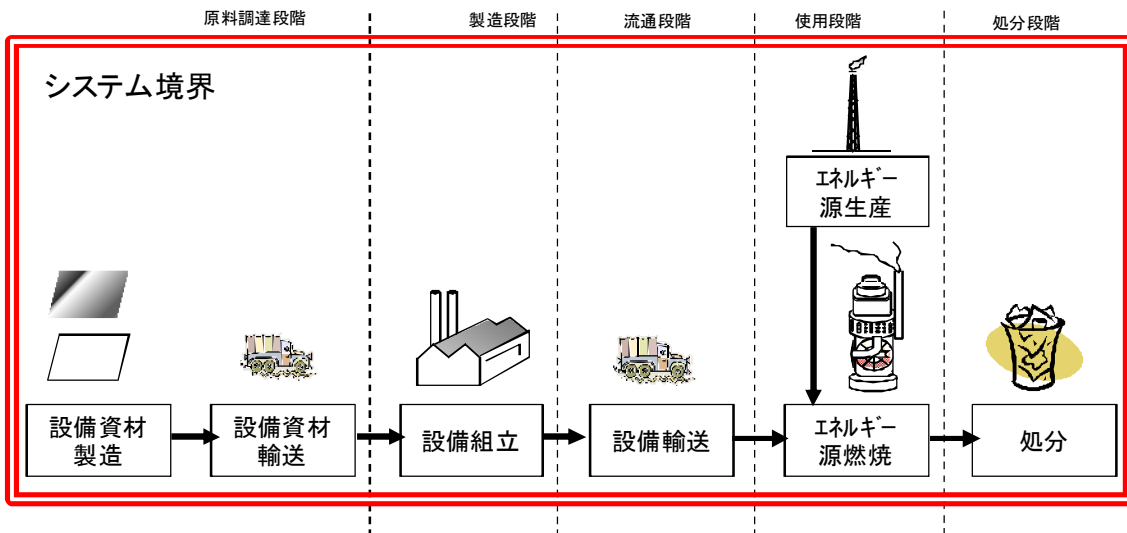 原料調達段階
製造段階
流通段階
使用段階
処分段階
システム境界
エネルギー
源生産
設備資材
製造
設備資材
輸送
設備組立
設備輸送
エネルギー
源燃焼
処分